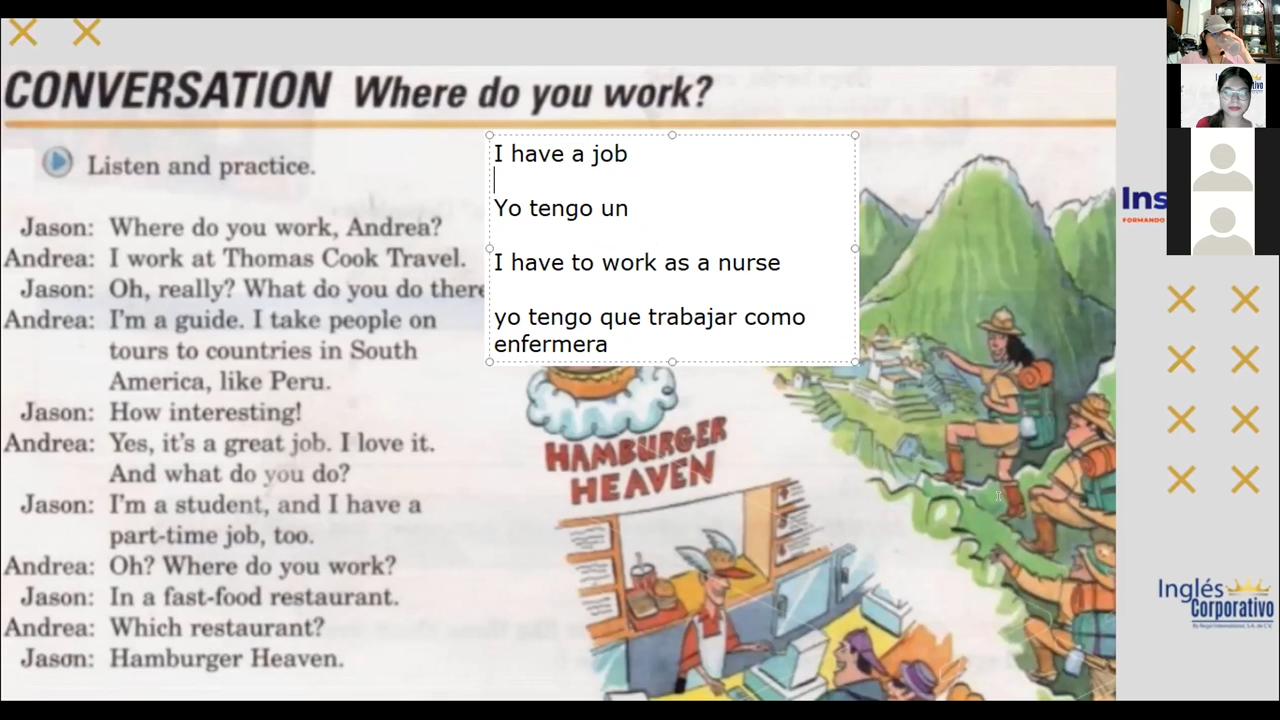 CONVERSATION Where do you work?
Listen and practice.
Jason: Where do you work, Andrea?
Andrea: I work at Thomas Cook Travel.
Jason: Oh, really? What do you do there
Andrea: I'm a guide. I take people on
tours to countries in South
America, like Peru.
Jason: How interesting!
Andrea: Yes, it's a great job. I love it.
And what do you do?
Jason: I'm a student, and I have a
part-time job, too.
Andrea: Oh? Where do you work?
Jason: In a fast-food restaurant.
Andrea: Which restaurant?
Jason: Hamburger Heaven.
I have a job
Yo tengo un
I have to work as a nurse
yo tengo que trabajar como
enfermera
HAMBURGER
HEAVEN
Ins
FORMANDO
Inglés
Corporativo